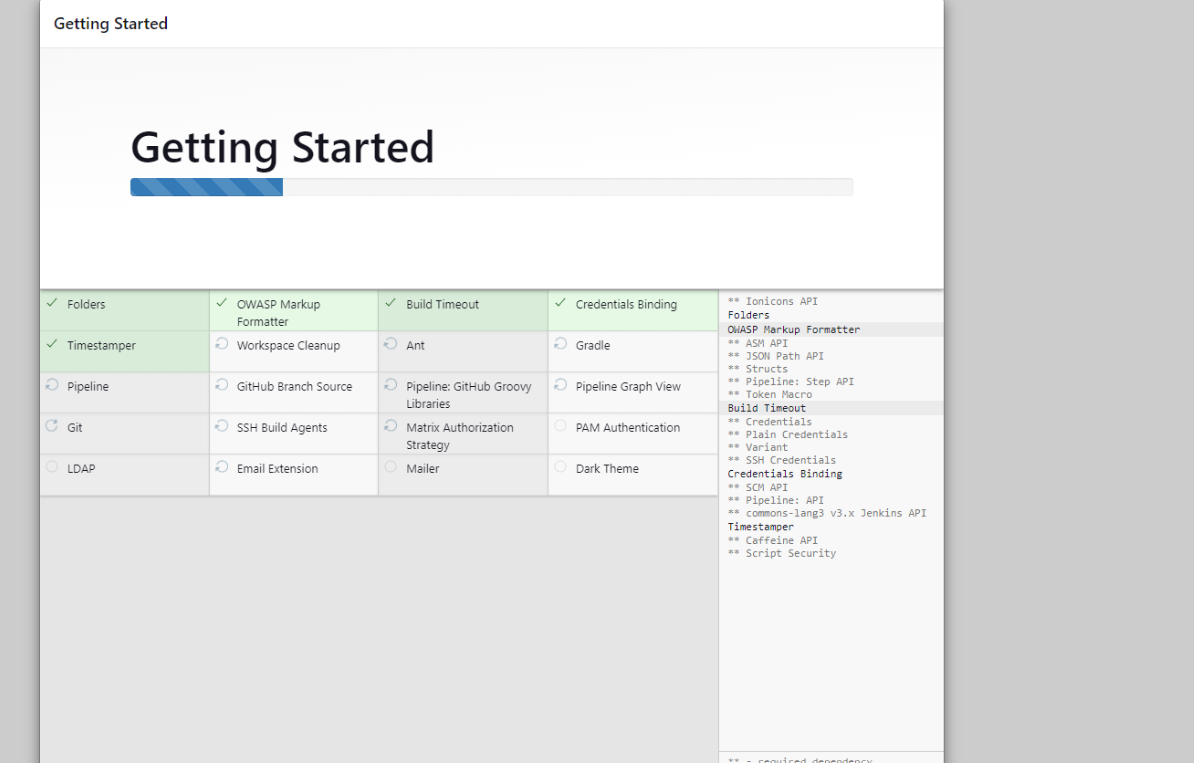 Getting Started
Getting Started
Folders
OWASP Markup
Formatter
Build Timeout
Credentials Binding
Timestamper
Workspace Cleanup
Ant
Gradle
Pipeline
GitHub Branch Source
Pipeline: GitHub Groovy
Libraries
Pipeline Graph View
Git
SSH Build Agents
Matrix Authorization
Strategy
PAM Authentication
LDAP
Email Extension
Mailer
Dark Theme
** Ionicons API
Folders
OWASP Markup Formatter
** ASM API
** JSON Path API
** Structs
** Pipeline: Step API
** Token Macro
Build Timeout
** Credentials
** Plain Credentials
** Variant
** SSH Credentials
Credentials Binding
** SCM API
** Pipeline: API
** commons-lang3 v3.x Jenkins API
Timestamper
** Caffeine API
** Script Security
** - required dependency